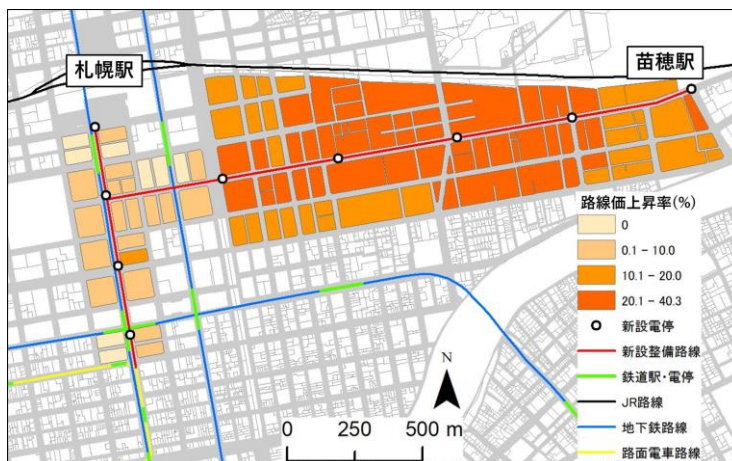 札幌駅
苗穂駅
路線価上昇率(%)
0
0.1 – 10.0
10.1 – 20.0
20.1 – 40.3
新設電停
新設整備路線
鉄道駅・電停
JR路線
地下鉄路線
路面電車路線
N
0 250 500 m